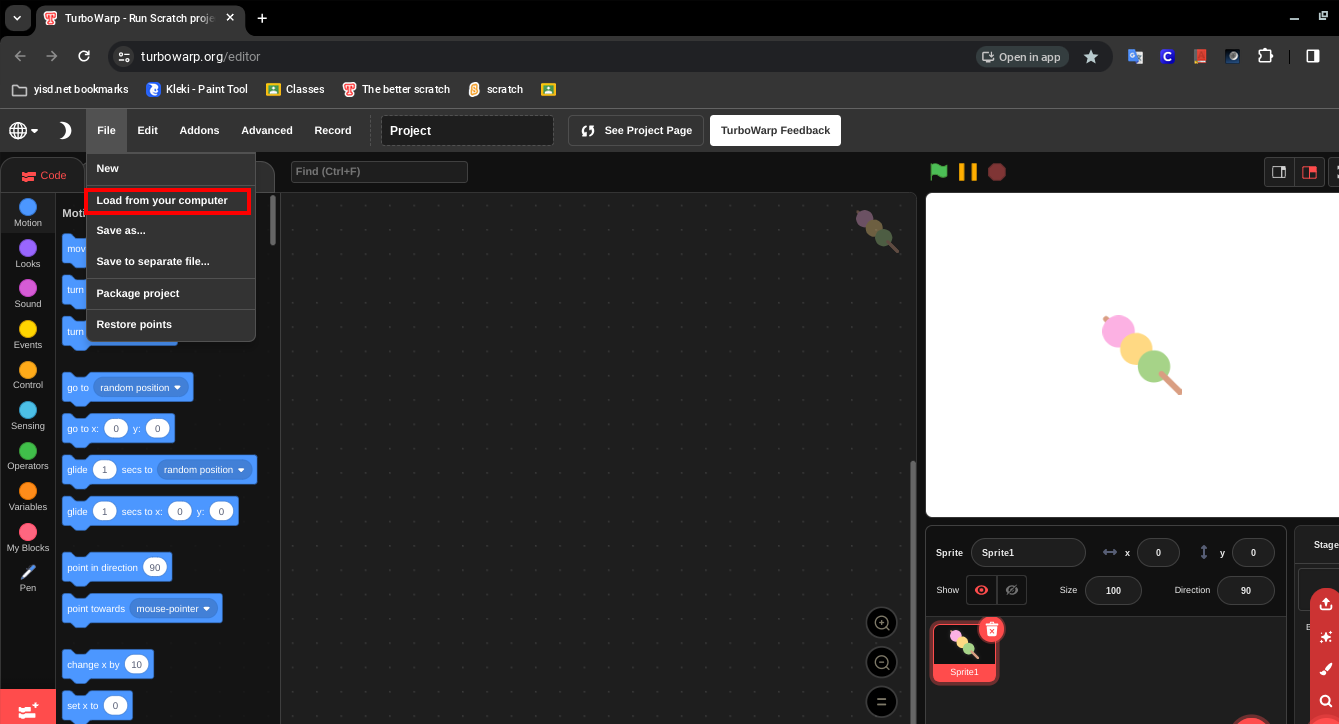 TurboWarp - Run Scratch proje
turbowarp.org/editor
Open in app
yisd.net bookmarks
Kleki - Paint Tool
Classes
The better scratch
scratch
File
Edit
Addons
Advanced
Record
Project
See Project Page
TurboWarp Feedback
New
Load from your computer
Save as...
Save to separate file...
Package project
Restore points
Code
Find (Ctrl+F)
Motion
Looks
Sound
Events
Control
Sensing
Operators
Variables
My Blocks
Pen
Moti
mov
turn
turn
go to random position
go to x: 0 y: 0
glide 1 secs to random position
glide 1 secs to x: 0 y: 0
point in direction 90
point towards mouse-pointer
change x by 10
set x to 0
Sprite Sprite1 x 0 y 0
Show Size 100 Direction 90
Sprite1
Stage